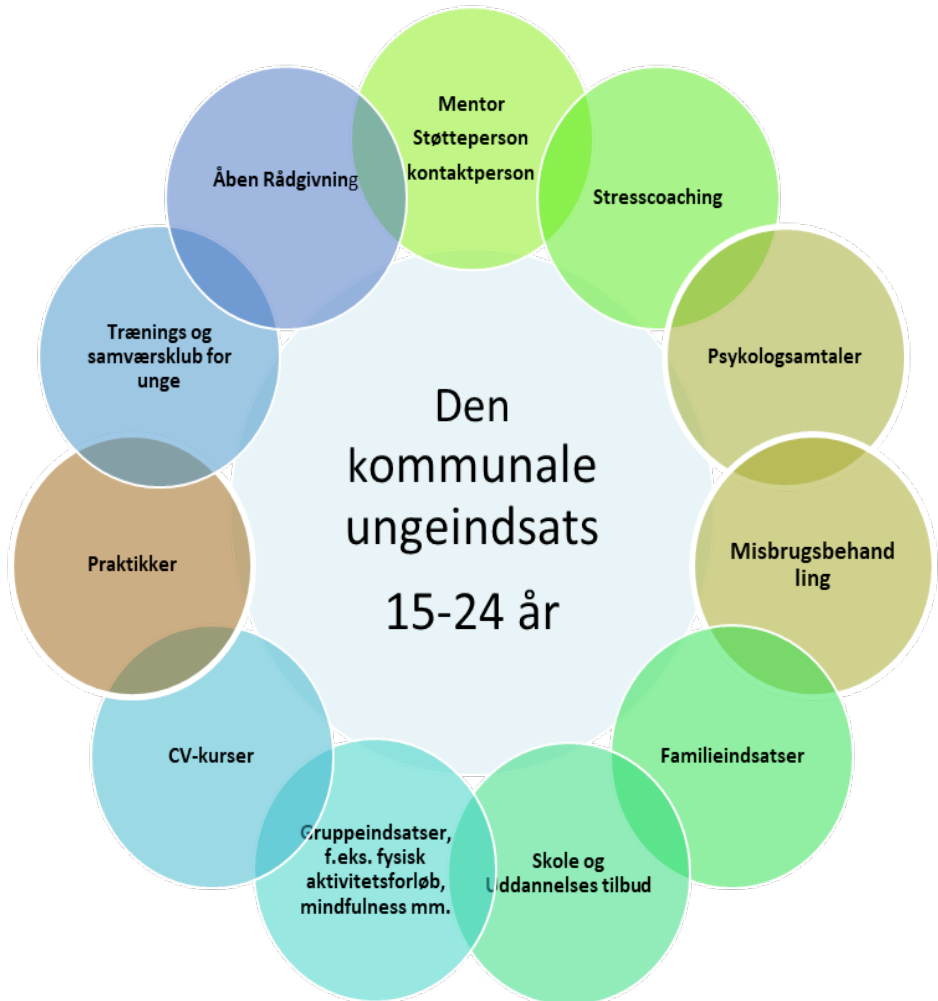 Mentor
Støtteperson
kontaktperson
Stresscoaching
Psykologsamtaler
Misbrugsbehand
ling
Familieindsatser
Skole og
Uddannelses tilbud
Gruppeindsatser,
f.eks. fysisk
aktivitetsforløb,
mindfulness mm.
CV-kurser
Praktikker
Trænings og
samværsklub for
unge
Åben Rådgivning
Den
kommunale
ungeindsats
15-24 år